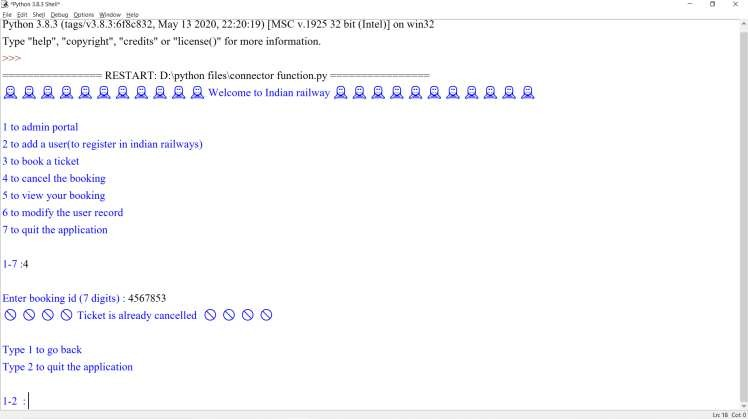 *Python 3.8.3 Shell*
File Edit Shell Debug Options Window Help
Python 3.8.3 (tags/v3.8.3:6f8c832, May 13 2020, 22:20:19) [MSC v.1925 32 bit (Intel)] on win32
Type "help", "copyright", "credits" or "license()" for more information.
>>>
================ RESTART: D:\python files\connector function.py ================
Welcome to Indian railway
1 to admin portal
2 to add a user(to register in indian railways)
3 to book a ticket
4 to cancel the booking
5 to view your booking
6 to modify the user record
7 to quit the application
1-7 :4
Enter booking id (7 digits) : 4567853
Ticket is already cancelled
Type 1 to go back
Type 2 to quit the application
1-2 :
Ln: 18 Col: 0